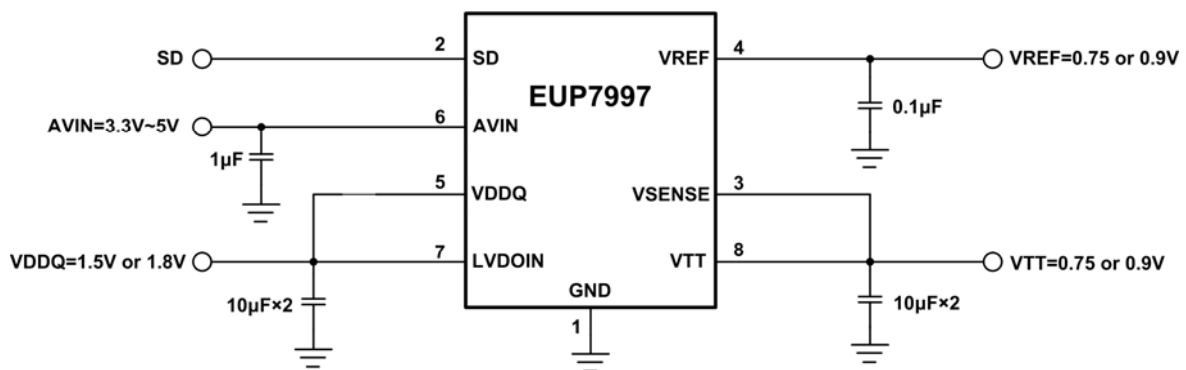 SD
2
SD
VREF
4
VREF=0.75 or 0.9V
EUP7997
0.1μF
AVIN=3.3V~5V
6
AVIN
1μF
5
VDDQ
VSENSE
3
VDDQ=1.5V or 1.8V
7
LVDOIN
VTT
8
VTT=0.75 or 0.9V
GND
10μF×2
10μF×2
1